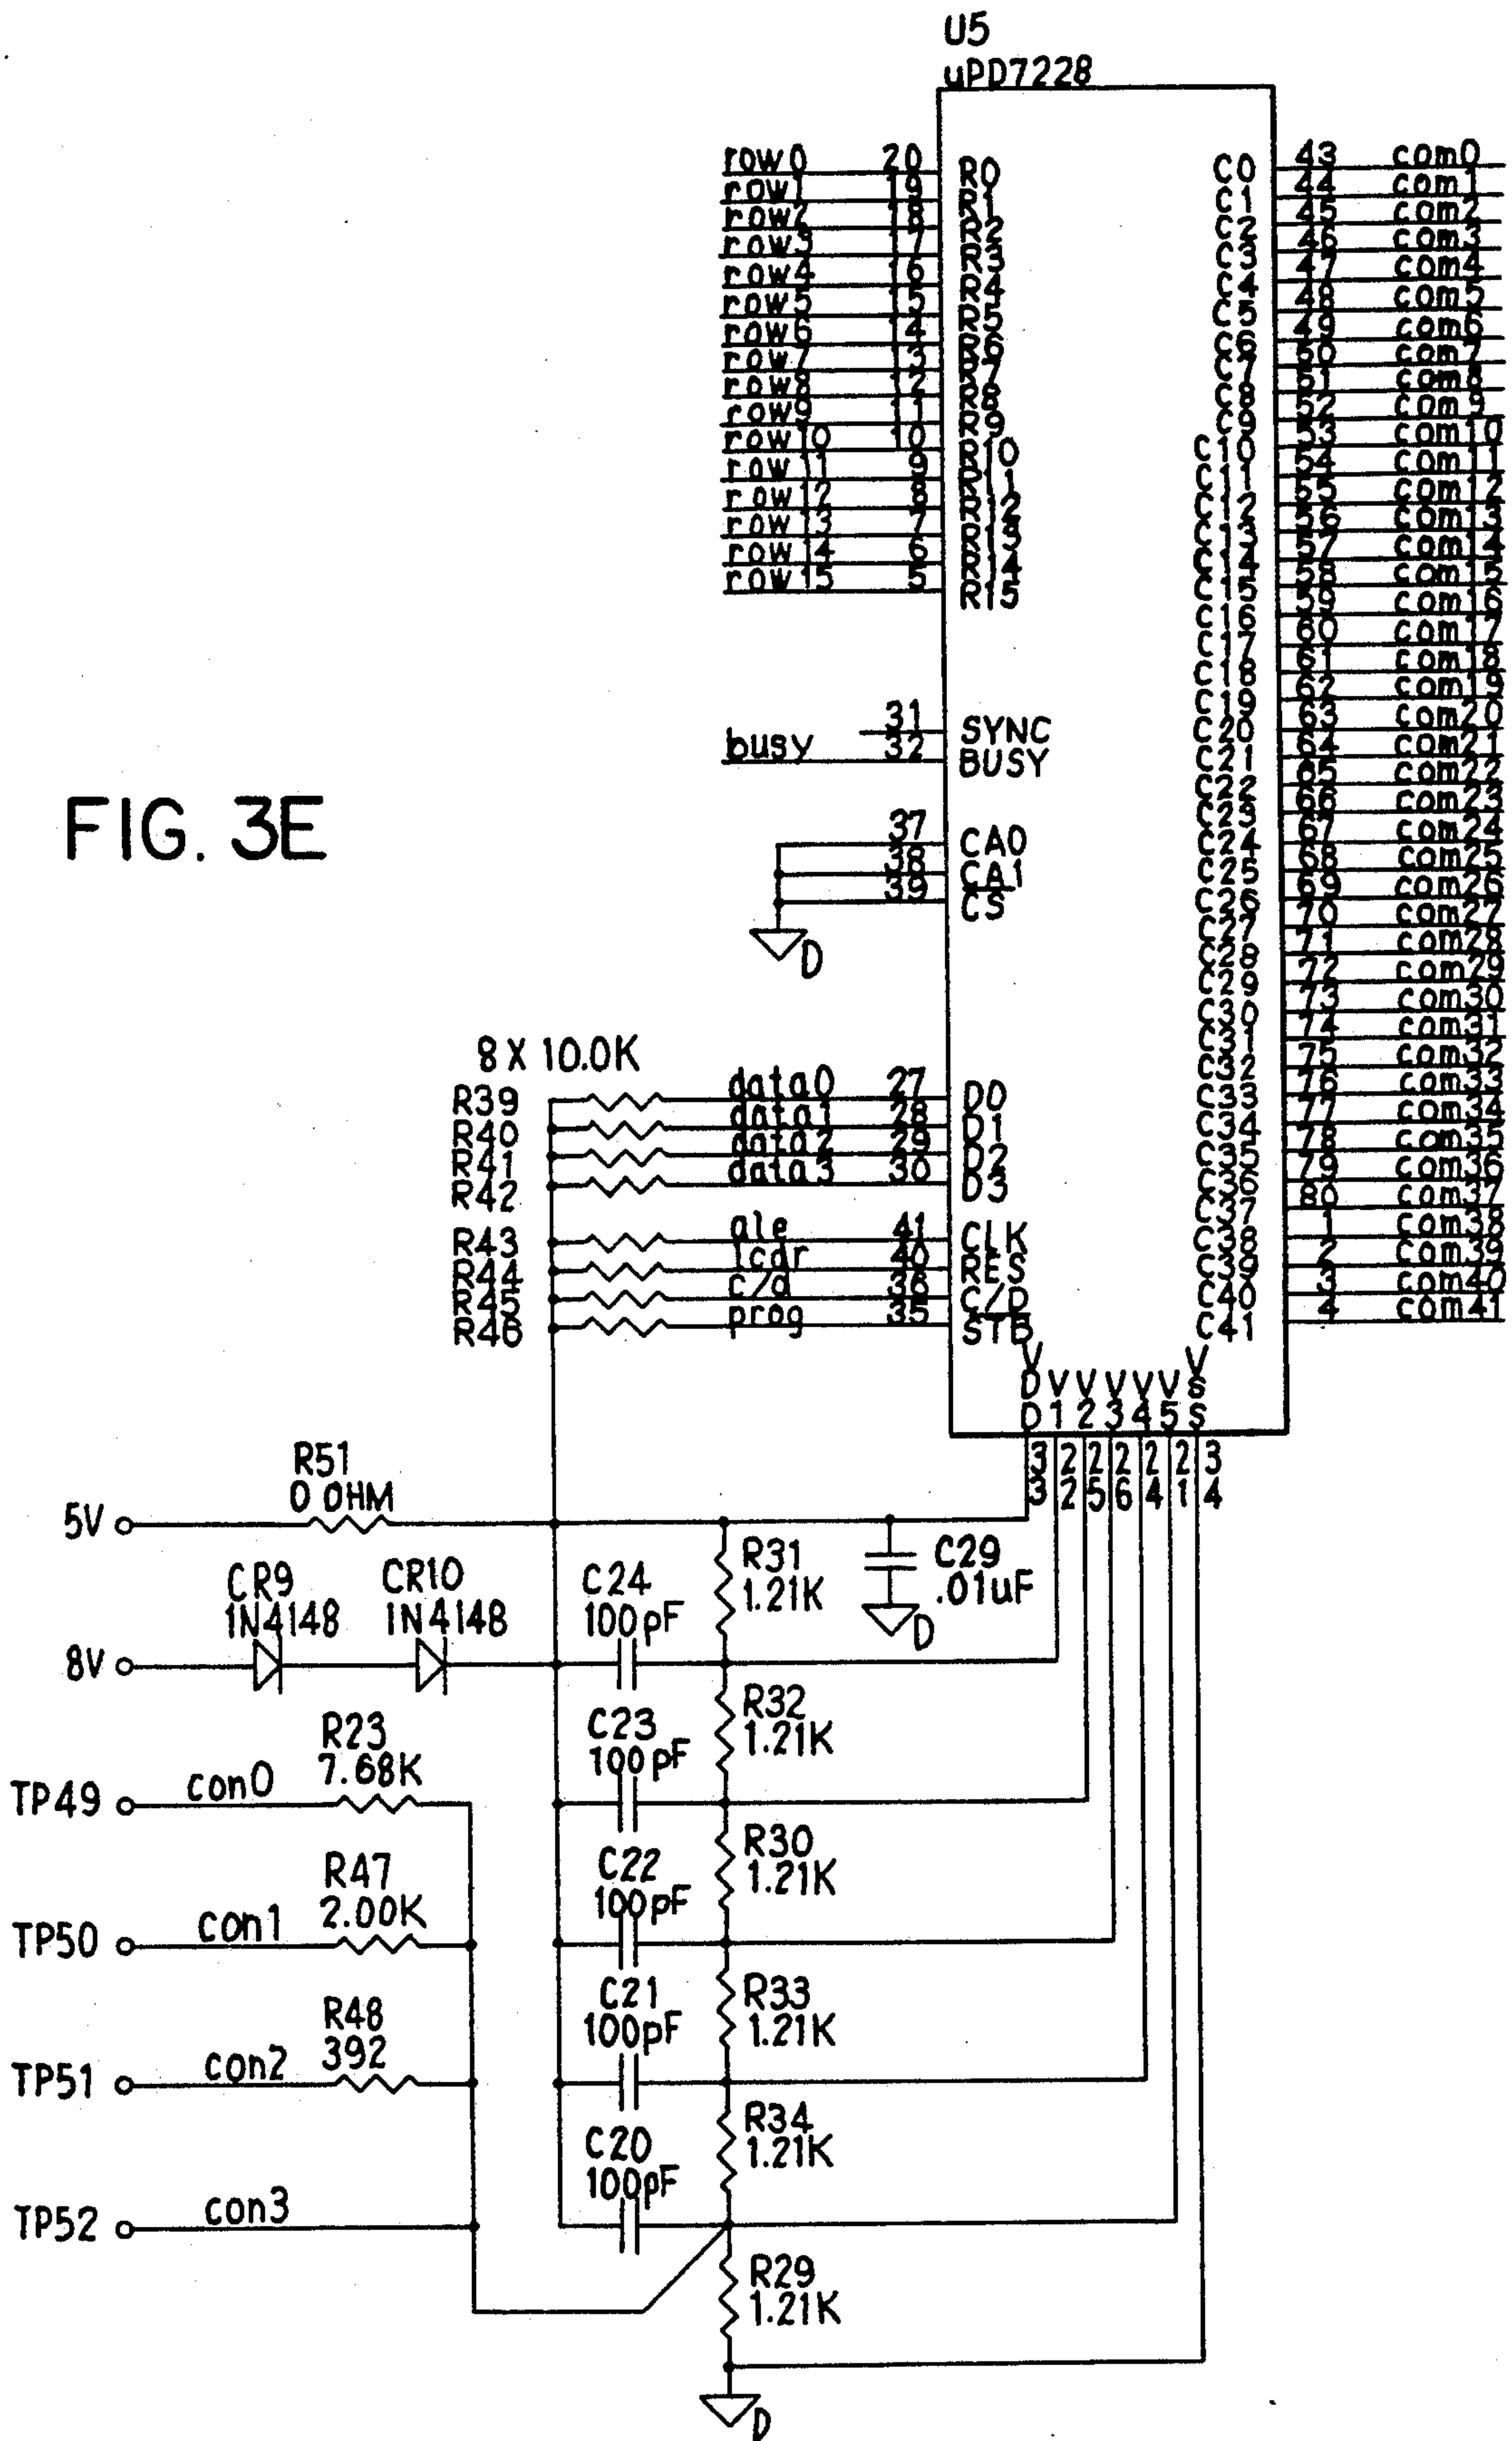 U5
uPD7228
row0 20 R0 C0 43 com0
row1 19 R1 C1 44 com1
row2 18 R2 C2 45 com2
row3 17 R3 C3 46 com3
row4 16 R4 C4 47 com4
row5 15 R5 C5 48 com5
row6 14 R6 C6 49 com6
row7 13 R7 C7 50 com7
row8 12 R8 C8 51 com8
row9 11 R9 C9 52 com9
row10 10 R10 C10 53 com10
row11 9 R11 C11 54 com11
row12 8 R12 C12 55 com12
row13 7 R13 C13 56 com13
row14 6 R14 C14 57 com14
row15 5 R15 C15 58 com15
C16 59 com16
C17 60 com17
C18 61 com18
C19 62 com19
31 SYNC C20 63 com20
busy 32 BUSY C21 64 com21
C22 65 com22
C23 66 com23
FIG. 3E
37 CA0 C24 67 com24
38 CA1 C25 68 com25
39 CS C26 69 com26
C27 70 com27
D C28 71 com28
C29 72 com29
C30 73 com30
C31 74 com31
8 X 10.0K C32 75 com32
R39 data0 27 D0 C33 76 com33
R40 data1 28 D1 C34 77 com34
R41 data2 29 D2 C35 78 com35
R42 data3 30 D3 C36 79 com36
C37 80 com37
R43 ale 41 CLK C38 1 com38
R44 lcdr 40 RES C39 2 com39
R45 c/d 36 C/D C40 3 com40
R46 prog 35 STB C41 4 com41
VDD V1 V2 V3 V4 V5 VSS
33 22 25 26 24 21 34
R51
0 OHM
5V
R31
1.21K
C29
.01uF
D
CR9
1N4148
CR10
1N4148
C24
100pF
8V
R32
1.21K
R23
7.68K
C23
100pF
TP49 con0
R30
1.21K
R47
2.00K
C22
100pF
TP50 con1
R33
1.21K
R48
392
C21
100pF
TP51 con2
R34
1.21K
C20
100pF
TP52 con3
R29
1.21K
D